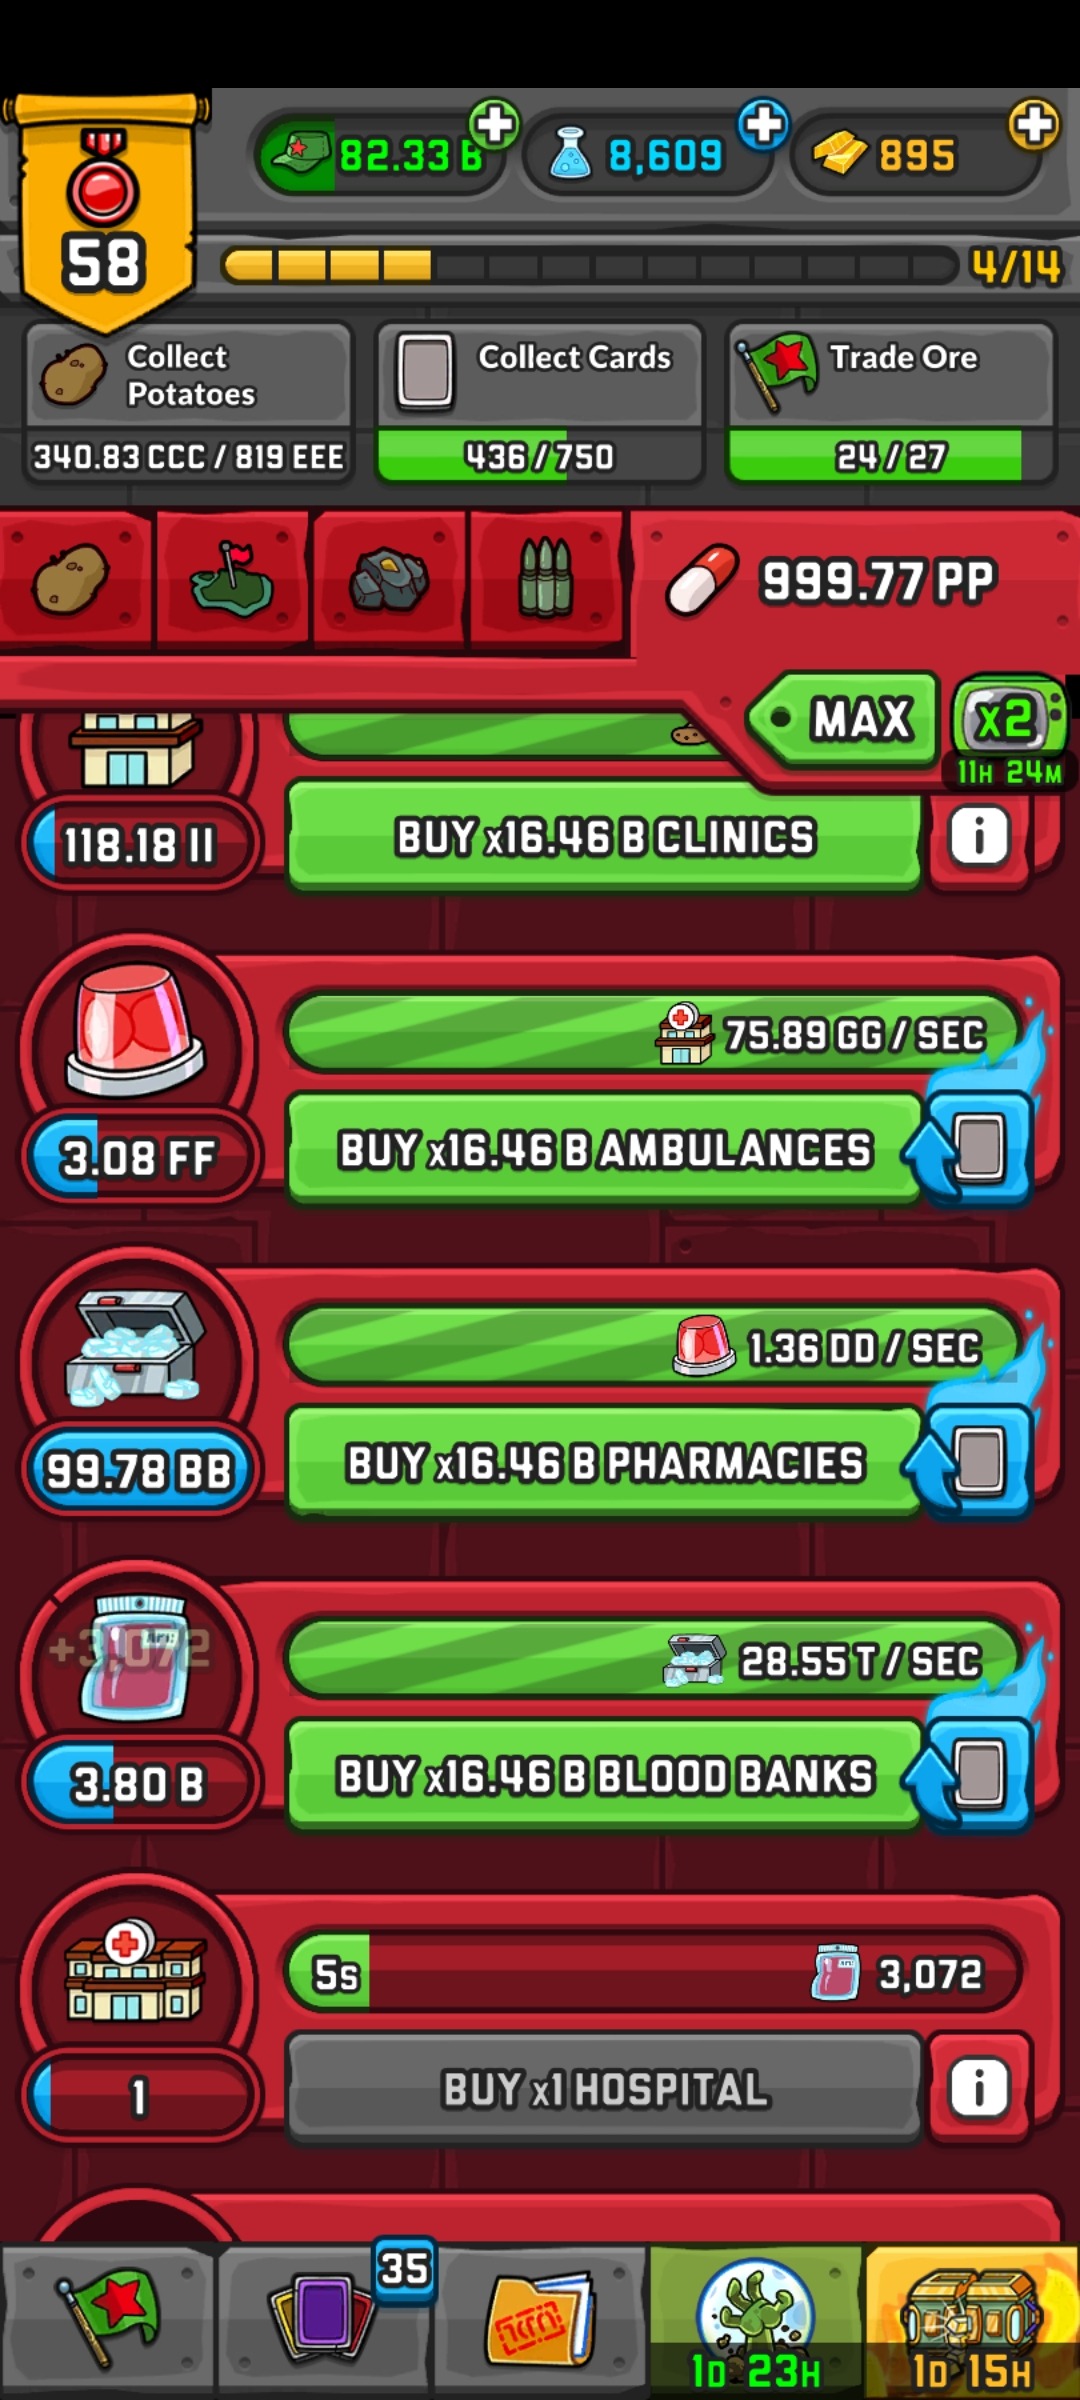 58
82.33 B
8,609
895
4/14
Collect
Potatoes
340.83 CCC / 819 EEE
Collect Cards
436 / 750
Trade Ore
24 / 27
999.77 PP
MAX
x2
11H 24M
118.18 II
BUY x16.46 B CLINICS
i
75.89 GG / SEC
3.08 FF
BUY x16.46 B AMBULANCES
1.36 DD / SEC
99.78 BB
BUY x16.46 B PHARMACIES
+3,072
28.55 T / SEC
3.80 B
BUY x16.46 B BLOOD BANKS
5s
3,072
1
BUY x1 HOSPITAL
i
35
1D 23H
1D 15H